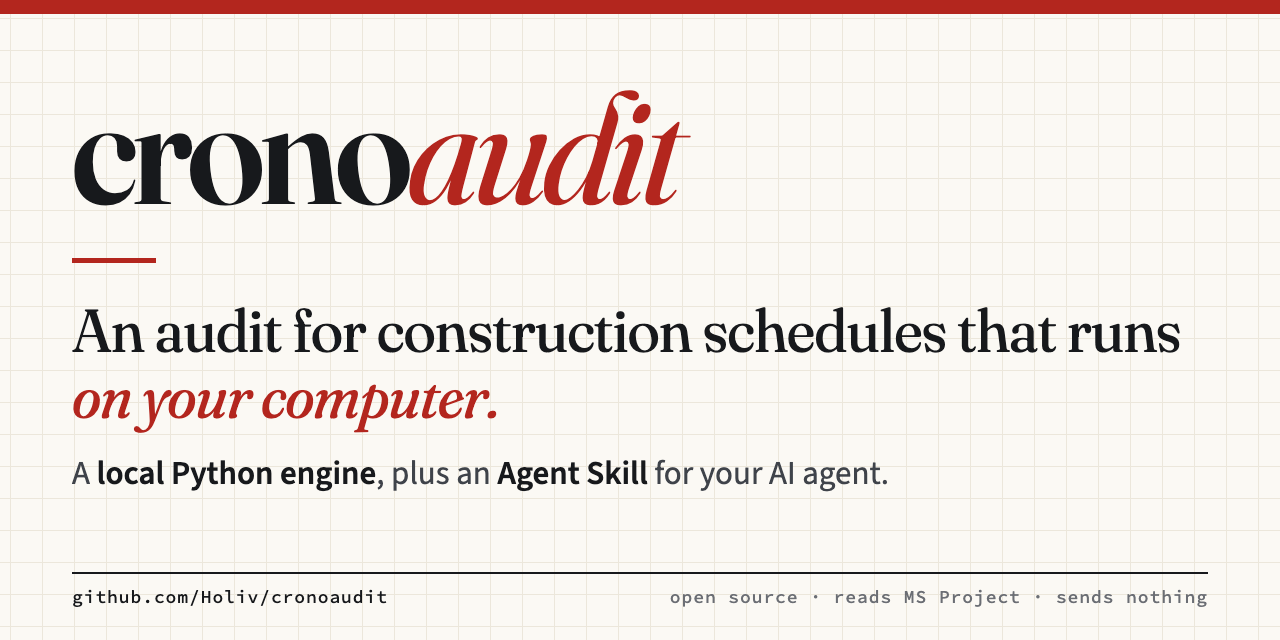 cronoaudit
An audit for construction schedules that runs
on your computer.
A local Python engine, plus an Agent Skill for your AI agent.
github.com/Holiv/cronoaudit
open source · reads MS Project · sends nothing